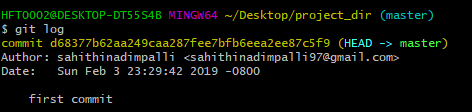 HFT0002@DESKTOP-DT55S4B MINGW64 ~/Desktop/project_dir (master)
$ git log
commit d68377b62aa249caa287fee7bfb6eea2ee87c5f9 (HEAD -> master)
Author: sahithinadimpalli <sahithinadimpalli97@gmail.com>
Date:   Sun Feb 3 23:29:42 2019 -0800
    first commit